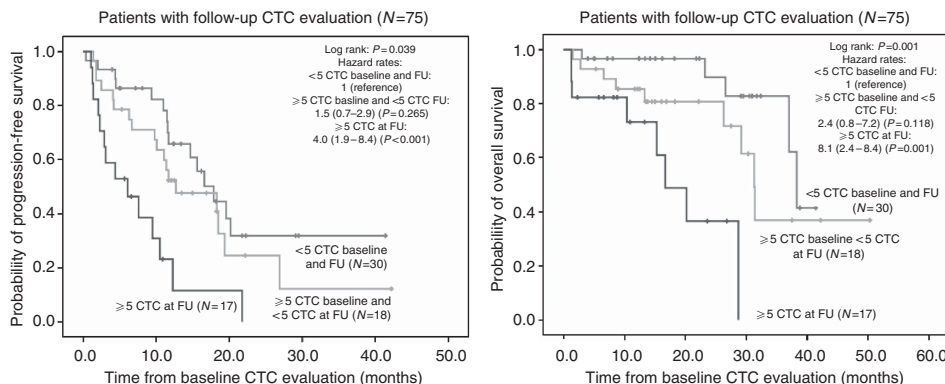 Patients with follow-up CTC evaluation (N=75)
Log rank: P=0.039
Hazard rates:
<5 CTC baseline and FU:
1 (reference)
⩾5 CTC baseline and <5 CTC FU:
1.5 (0.7–2.9) (P=0.265)
⩾5 CTC at FU:
4.0 (1.9–8.4) (P<0.001)
Probability of progression-free survival
1.0
0.8
0.6
0.4
0.2
0.0
<5 CTC baseline
and FU (N=30)
⩾5 CTC at FU (N=17)
⩾5 CTC baseline and
<5 CTC at FU (N=18)
0.0 10.0 20.0 30.0 40.0 50.0
Time from baseline CTC evaluation (months)
Patients with follow-up CTC evaluation (N=75)
Log rank: P=0.001
Hazard rates:
<5 CTC baseline and FU:
1 (reference)
⩾5 CTC baseline and <5
CTC FU:
2.4 (0.8–7.2) (P=0.118)
⩾5 CTC at FU:
8.1 (2.4–8.4) (P=0.001)
Probability of overall survival
1.0
0.8
0.6
0.4
0.2
0.0
<5 CTC baseline and FU
(N=30)
⩾5 CTC baseline <5 CTC
at FU (N=18)
⩾5 CTC at FU (N=17)
0.0 10.0 20.0 30.0 40.0 50.0 60.0
Time from baseline CTC evaluation (months)